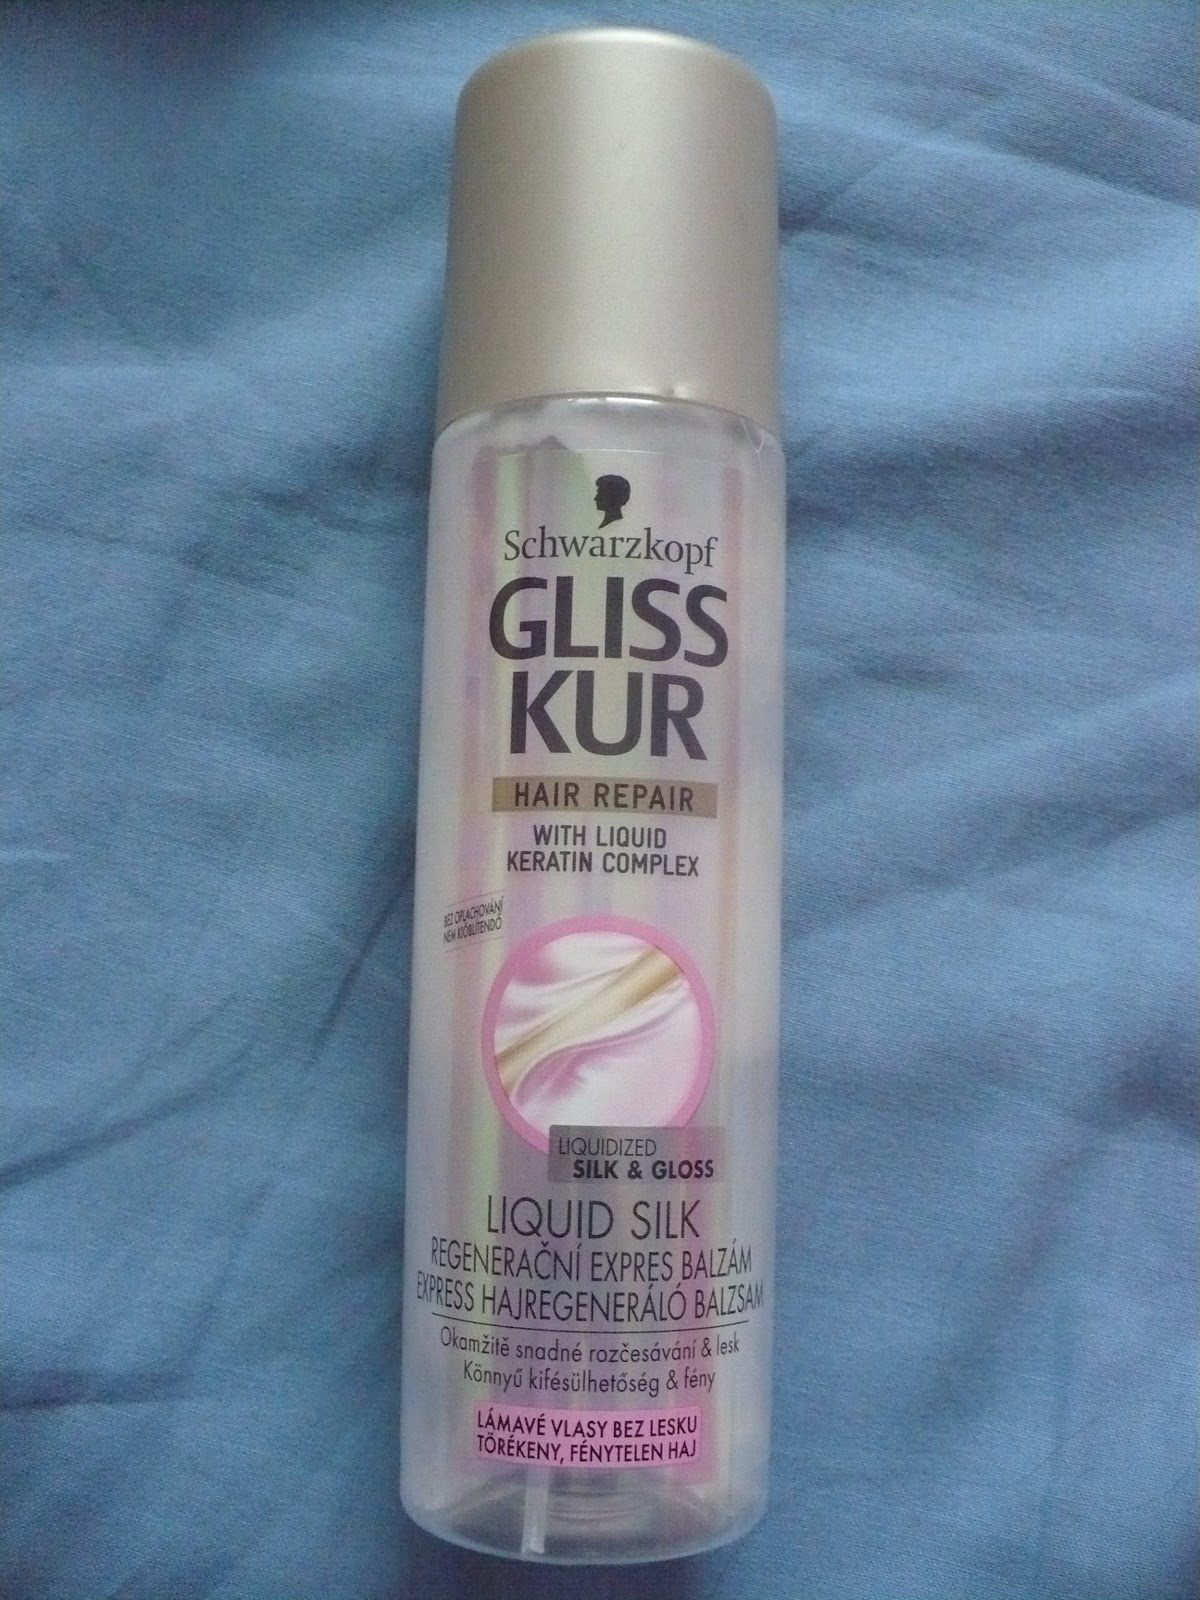 Schwarzkopf
GLISS
KUR
HAIR REPAIR
WITH LIQUID
KERATIN COMPLEX
BEZ OPLACHOVÁNÍ
NEM KIÖBLÍTENDŐ
LIQUIDIZED
SILK & GLOSS
LIQUID SILK
REGENERAČNÍ EXPRES BALZÁM
EXPRESS HAJREGENERÁLÓ BALZSAM
Okamžitě snadné rozčesávání & lesk
Könnyű kifésülhetőség & fény
LÁMAVÉ VLASY BEZ LESKU
TÖRÉKENY, FÉNYTELEN HAJ